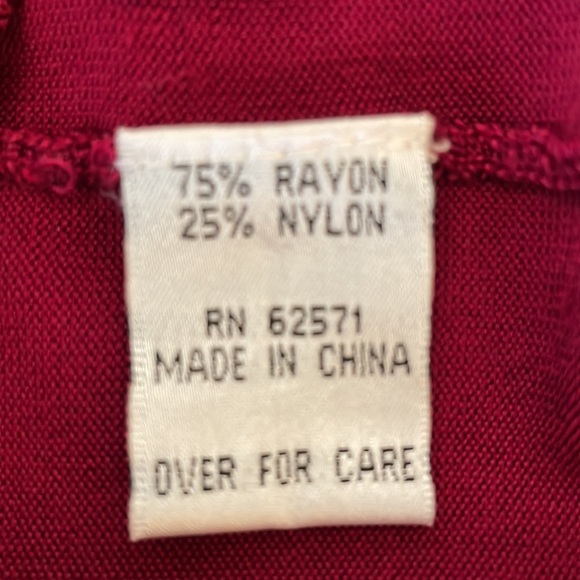 75% RAYON
25% NYLON
RN 62571
MADE IN CHINA
OVER FOR CARE